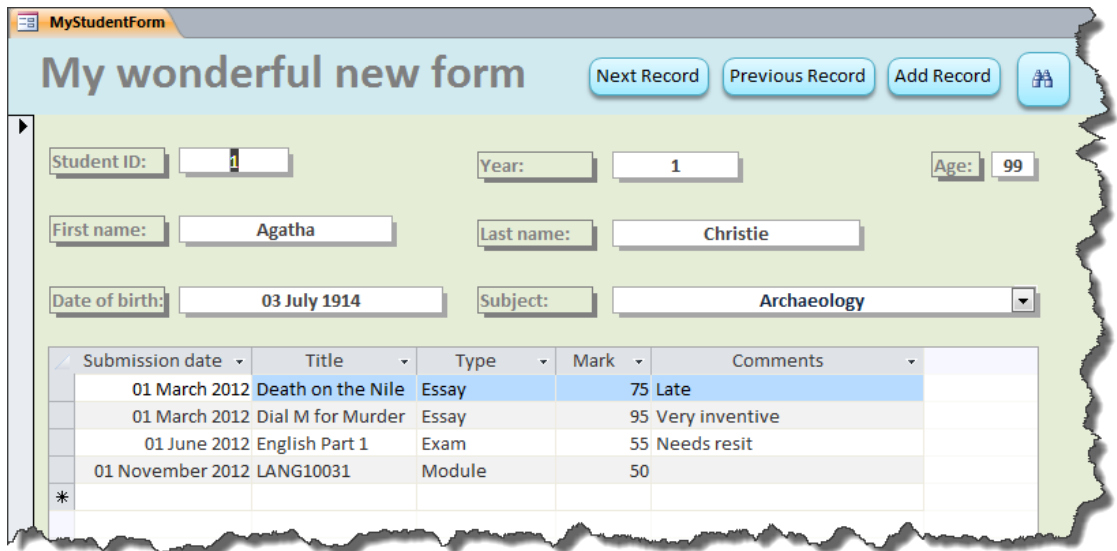 MyStudentForm
My wonderful new form Next Record Previous Record Add Record
Student ID: 1 Year: 1 Age: 99
First name: Agatha Last name: Christie
Date of birth: 03 July 1914 Subject: Archaeology
Submission date Title Type Mark Comments
01 March 2012 Death on the Nile Essay 75 Late
01 March 2012 Dial M for Murder Essay 95 Very inventive
01 June 2012 English Part 1 Exam 55 Needs resit
01 November 2012 LANG10031 Module 50